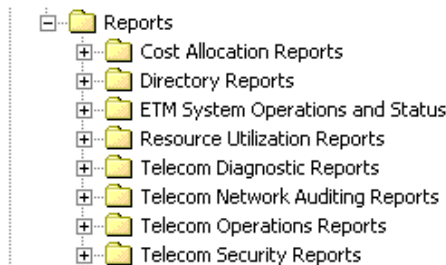 Reports
Cost Allocation Reports
Directory Reports
ETM System Operations and Status
Resource Utilization Reports
Telecom Diagnostic Reports
Telecom Network Auditing Reports
Telecom Operations Reports
Telecom Security Reports